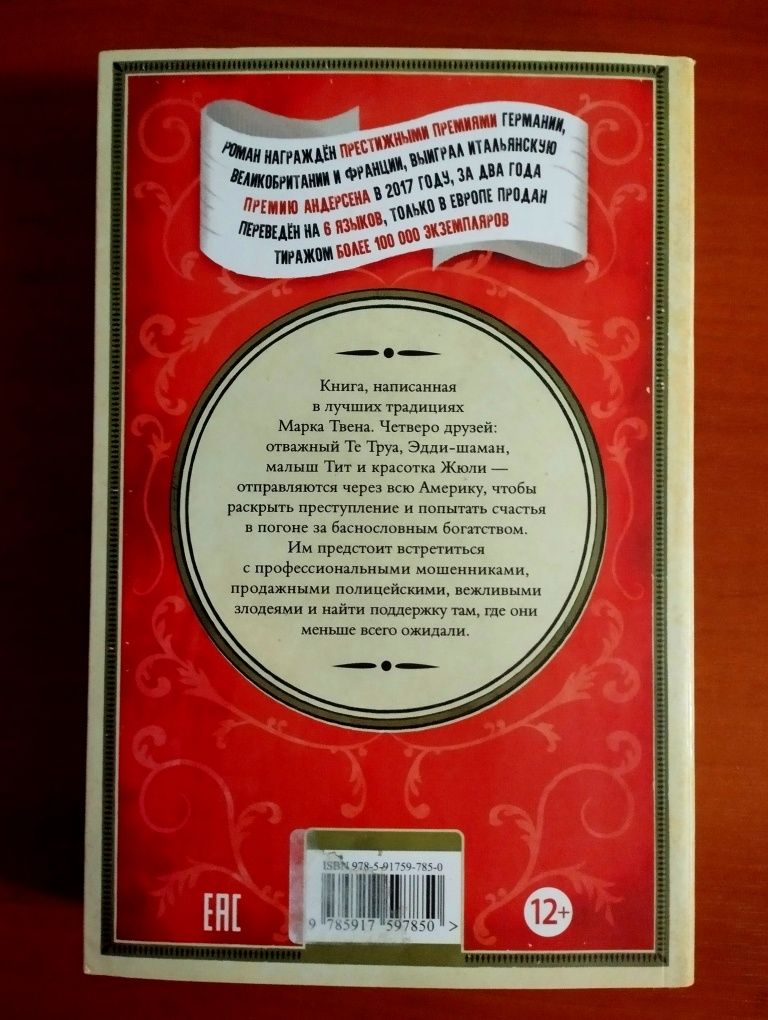 РОМАН НАГРАЖДЁН ПРЕСТИЖНЫМИ ПРЕМИЯМИ ГЕРМАНИИ,
ВЕЛИКОБРИТАНИИ И ФРАНЦИИ, ВЫИГРАЛ ИТАЛЬЯНСКУЮ
ПРЕМИЮ АНДЕРСЕНА В 2017 ГОДУ, ЗА ДВА ГОДА
ПЕРЕВЕДЁН НА 6 ЯЗЫКОВ, ТОЛЬКО В ЕВРОПЕ ПРОДАН
ТИРАЖОМ БОЛЕЕ 100 000 ЭКЗЕМПЛЯРОВ
Книга, написанная
в лучших традициях
Марка Твена. Четверо друзей:
отважный Те Труа, Эдди-шаман,
малыш Тит и красотка Жюли —
отправляются через всю Америку, чтобы
раскрыть преступление и попытать счастья
в погоне за баснословным богатством.
Им предстоит встретиться
с профессиональными мошенниками,
продажными полицейскими, вежливыми
злодеями и найти поддержку там, где они
меньше всего ожидали.
ISBN 978-5-91759-785-0
9 785917 597850 >
EAC
12+